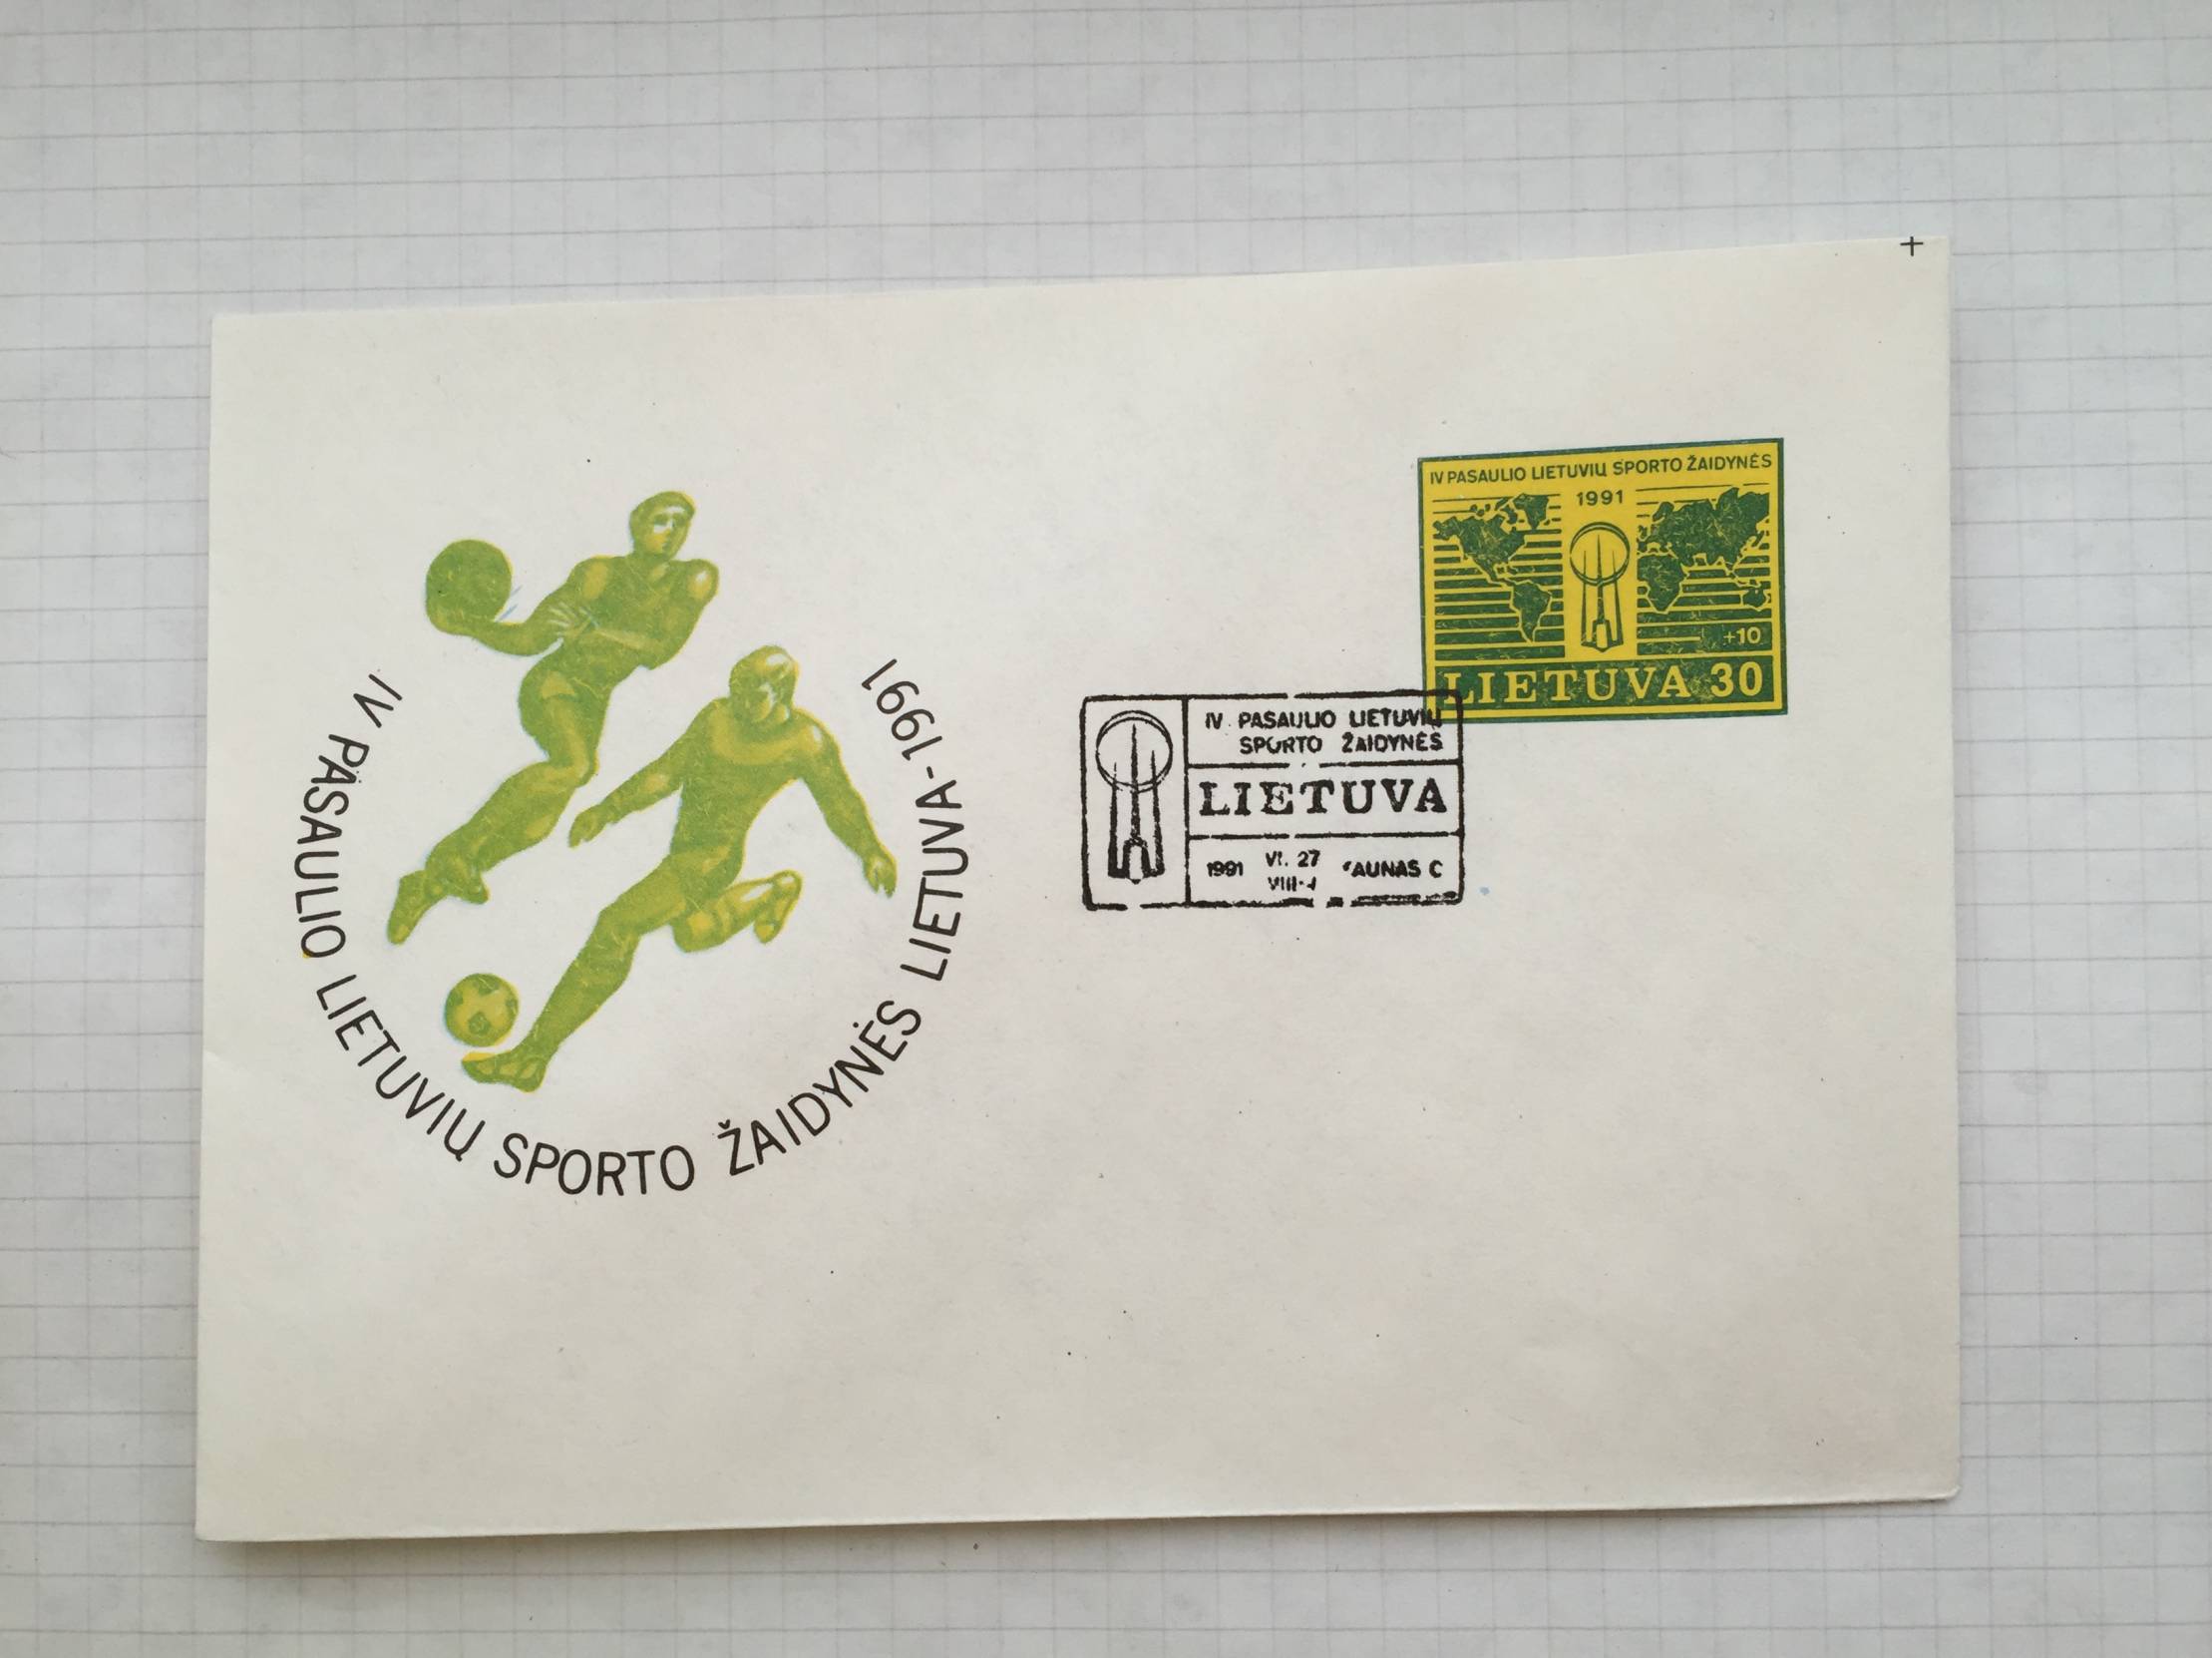 IV PASAULIO LIETUVIŲ SPORTO ŽAIDYNĖS LIETUVA-1991
IV PASAULIO LIETUVIŲ SPORTO ŽAIDYNĖS
1991
+10
LIETUVA 30
IV PASAULIO LIETUVIŲ
SPORTO ŽAIDYNĖS
LIETUVA
1991 27 AUNAS C